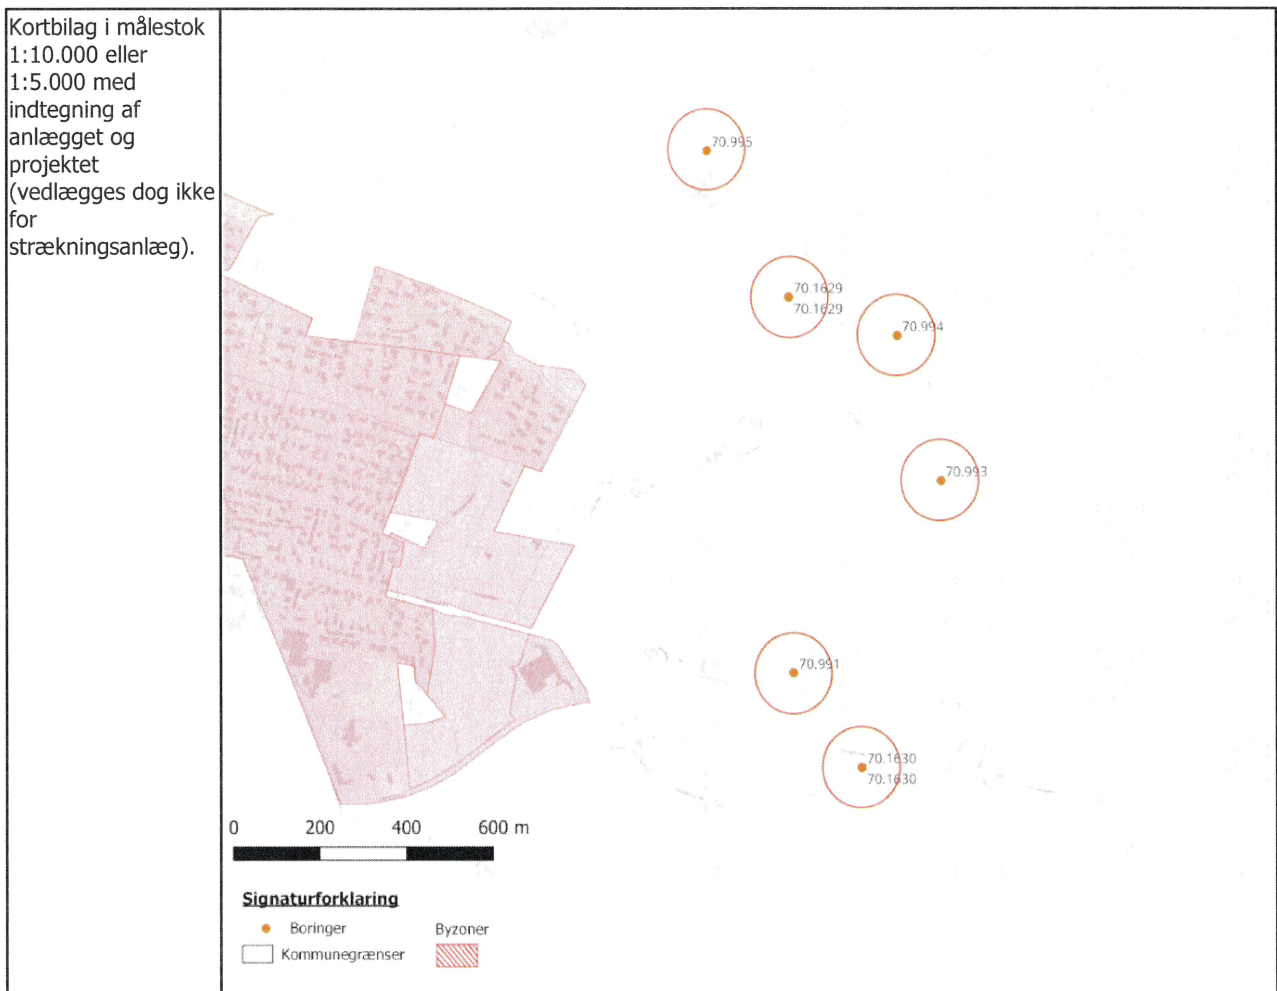 Kortbilag i målestok
1:10.000 eller
1:5.000 med
indtegning af
anlægget og
projektet
(vedlægges dog ikke
for
strækningsanlæg).
70.995
70.1629
70.1629
70.994
70.993
70.991
70.1630
70.1630
0 200 400 600 m
Signaturforklaring
Boringer Byzoner
Kommunegrænser